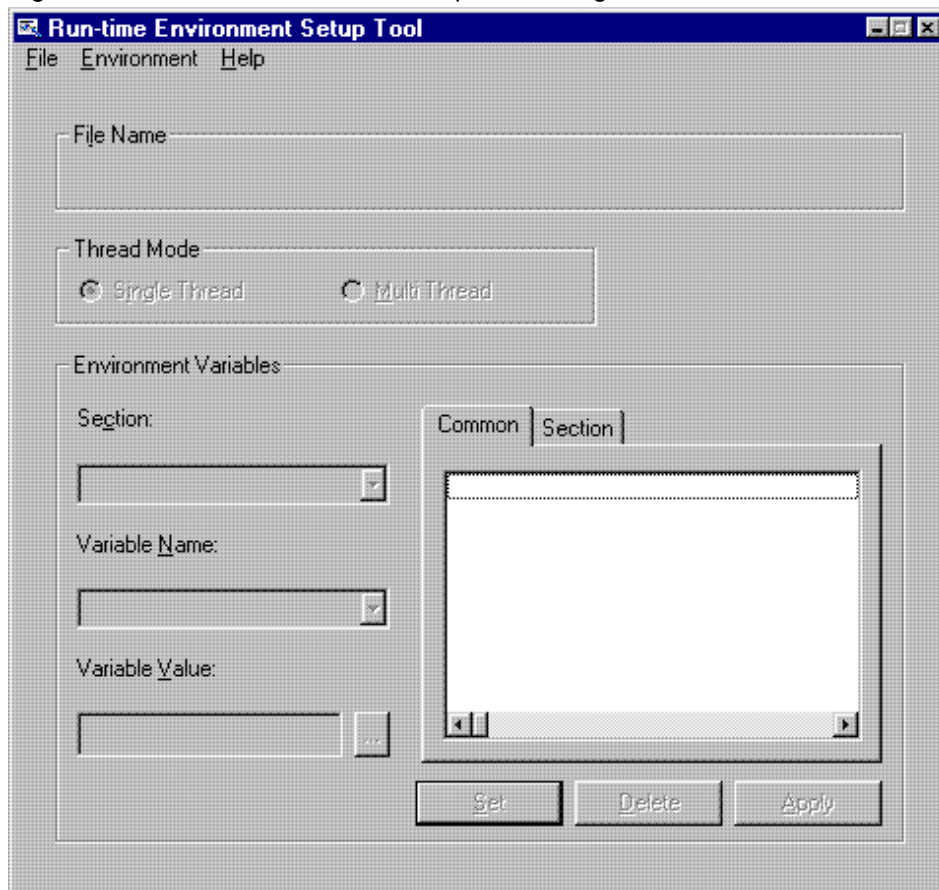 Run-time Environment Setup Tool
File Environment Help
File Name
Thread Mode
Single Thread Multi Thread
Environment Variables
Section:
Common Section
Variable Name:
Variable Value:
...
Set Delete Apply